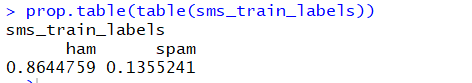 > prop.table(table(sms_train_labels))
sms_train_labels
ham spam
0.8644759 0.1355241
>